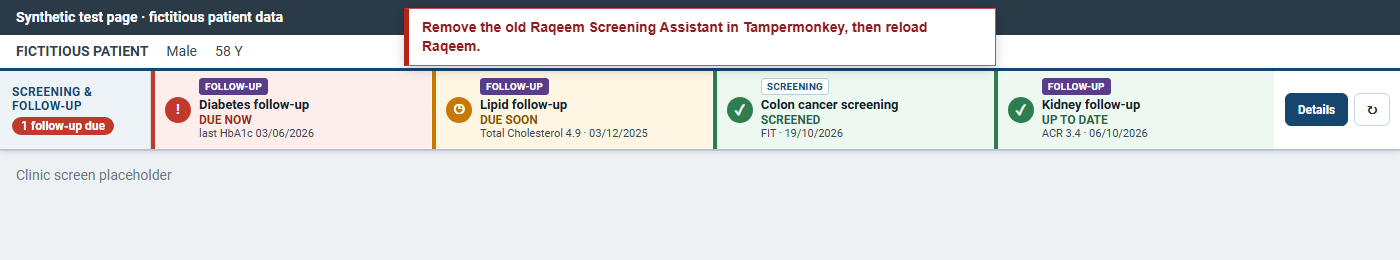 Synthetic test page · fictitious patient data
Remove the old Raqeem Screening Assistant in Tampermonkey, then reload
Raqeem.
FICTITIOUS PATIENT Male 58 Y
SCREENING &
FOLLOW-UP
1 follow-up due
!
FOLLOW-UP
Diabetes follow-up
DUE NOW
last HbA1c 03/06/2026
FOLLOW-UP
Lipid follow-up
DUE SOON
Total Cholesterol 4.9 · 03/12/2025
✓
SCREENING
Colon cancer screening
SCREENED
FIT · 19/10/2026
✓
FOLLOW-UP
Kidney follow-up
UP TO DATE
ACR 3.4 · 06/10/2026
Details
↻
Clinic screen placeholder